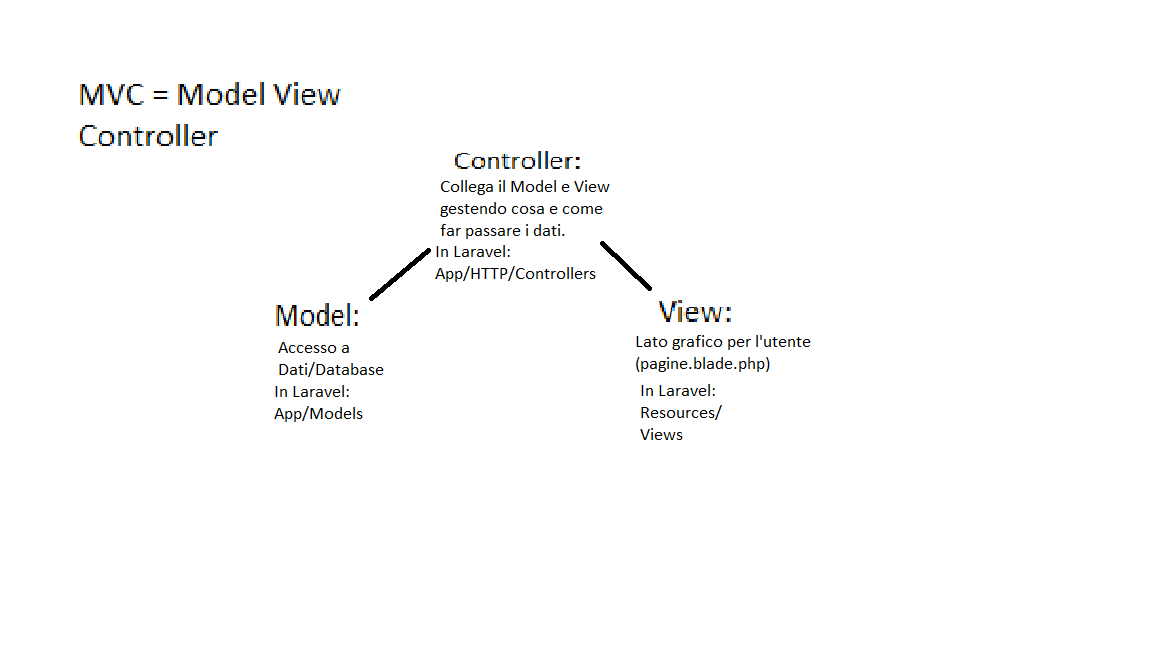 MVC = Model View
Controller
Controller:
Collega il Model e View
gestendo cosa e come
far passare i dati.
In Laravel:
App/HTTP/Controllers
Model:
Accesso a
Dati/Database
In Laravel:
App/Models
View:
Lato grafico per l'utente
(pagine.blade.php)
In Laravel:
Resources/
Views